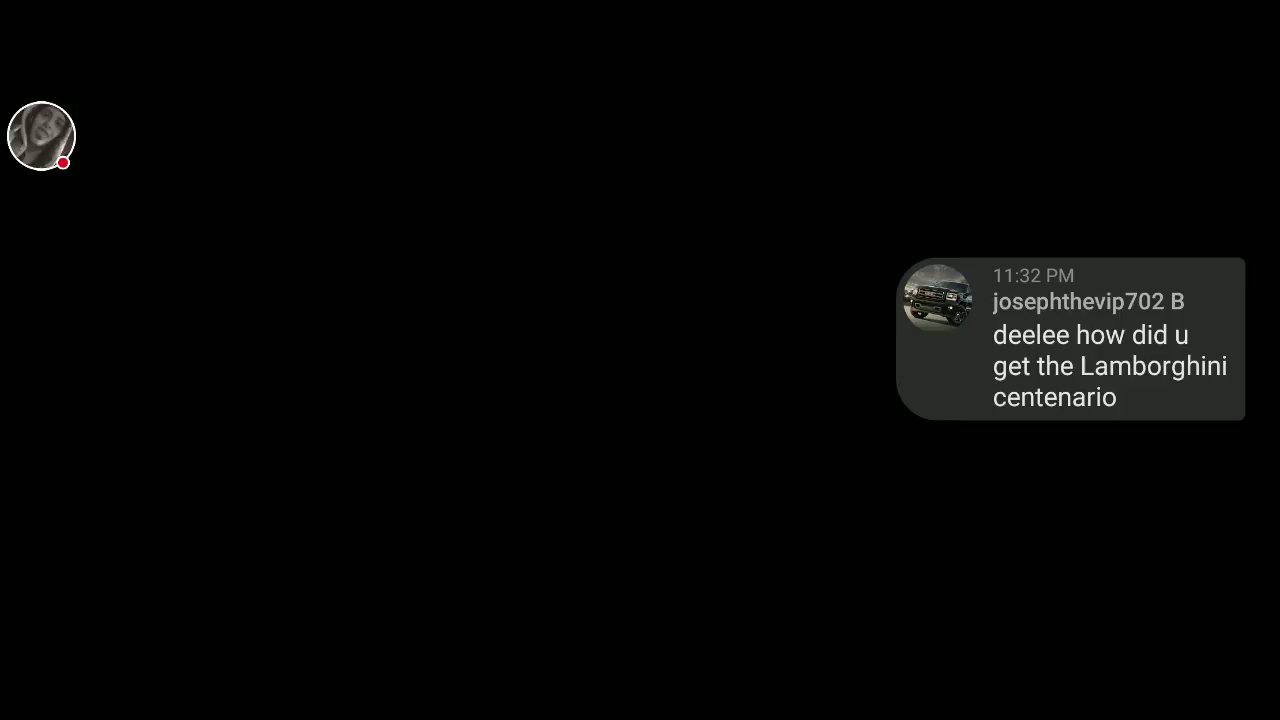 11:32 PM
josephthevip702 B
deelee how did u
get the Lamborghini
centenario